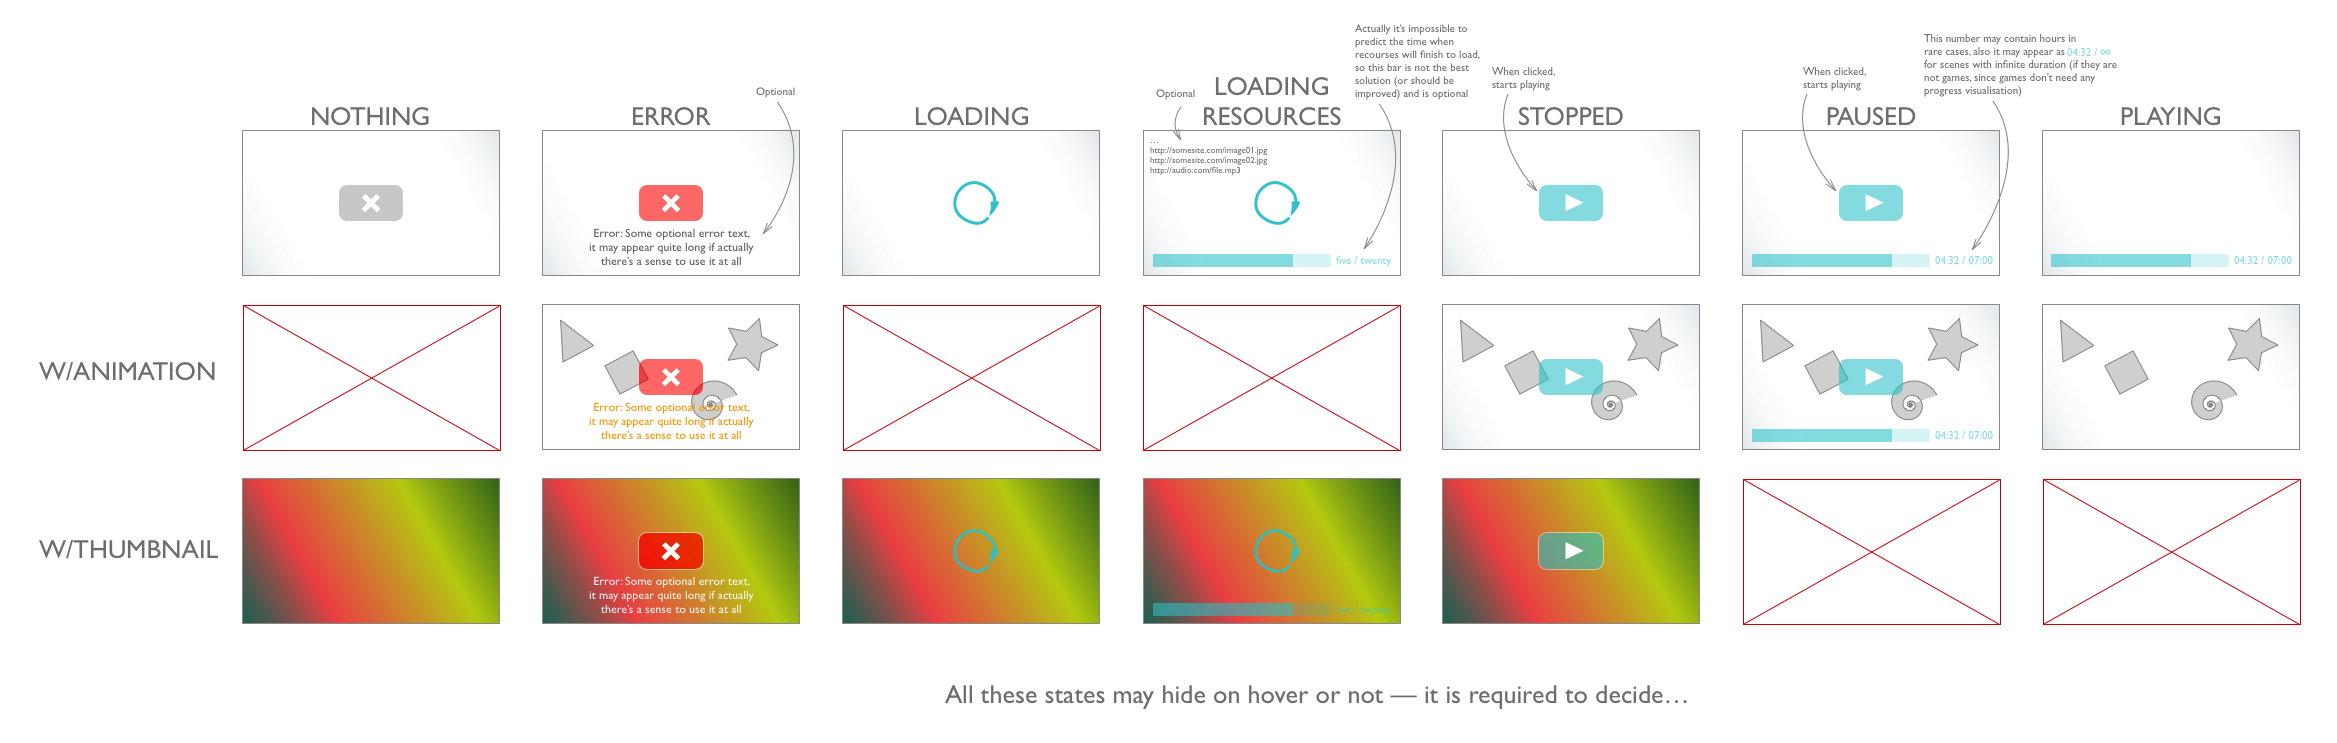 Actually it's impossible to
predict the time when
recourses will finish to load,
so this bar is not the best
solution (or should be
improved) and is optional
This number may contain hours in
rare cases, also it may appear as 04:32 / ∞
for scenes with infinite duration (if they are
not games, since games don't need any
progress visualisation)
Optional
Optional
When clicked,
starts playing
When clicked,
starts playing
NOTHING
ERROR
LOADING
LOADING
RESOURCES
STOPPED
PAUSED
PLAYING
Error: Some optional error text,
it may appear quite long if actually
there's a sense to use it at all
...
http://somesite.com/image01.jpg
http://somesite.com/image02.jpg
http://audio.com/file.mp3
five / twenty
04:32 / 07:00
04:32 / 07:00
W/ANIMATION
Error: Some optional error text,
it may appear quite long if actually
there's a sense to use it at all
04:32 / 07:00
W/THUMBNAIL
Error: Some optional error text,
it may appear quite long if actually
there's a sense to use it at all
five / twenty
All these states may hide on hover or not — it is required to decide...